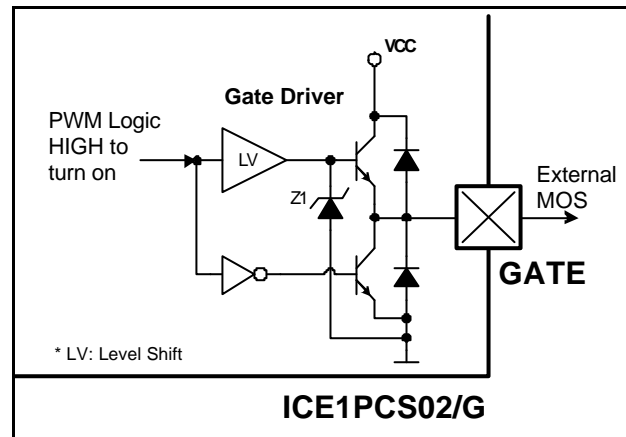 VCC
Gate Driver
PWM Logic
HIGH to
turn on
LV
Z1
External
MOS
GATE
* LV: Level Shift
ICE1PCS02/G